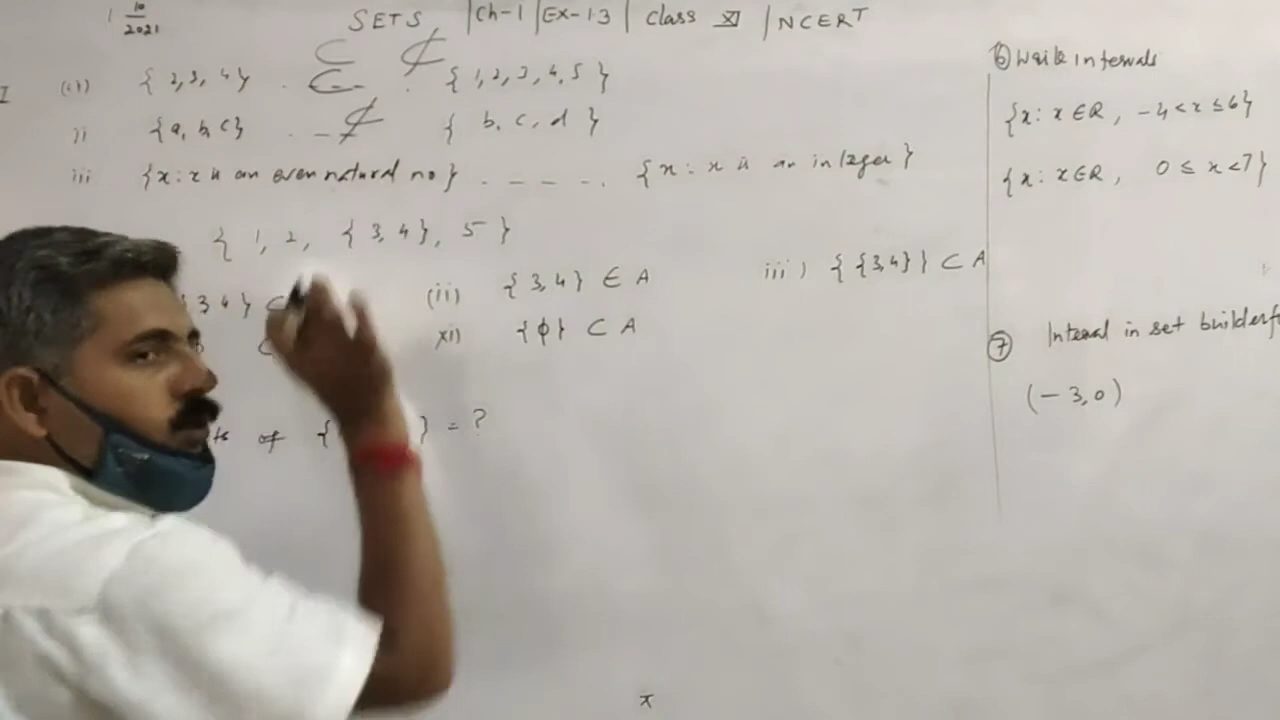 1 10/2021 SETS |Ch-1|Ex-1.3| Class XI |NCERT
⊂ ⊄
I (i) { 2,3,4} . ⊂ . { 1,2,3,4,5 }
ii {a, b, c} . – ⊄ { b, c, d }
iii {x: x is an even natural no} . – – – . {x: x is an integer }
{ 1, 2, { 3, 4}, 5 }
{3 4} ⊂ (ii) {3,4} ∈ A iii) { {3,4} } ⊂ A
⊂ xi) {φ} ⊂ A
ts of { } = ?
x
⑥ Write intervals
{x: x ∈R, -4 < x ≤ 6}
{x: x∈R, 0 ≤ x < 7}
⑦ Interval in set builder f
(-3,0)